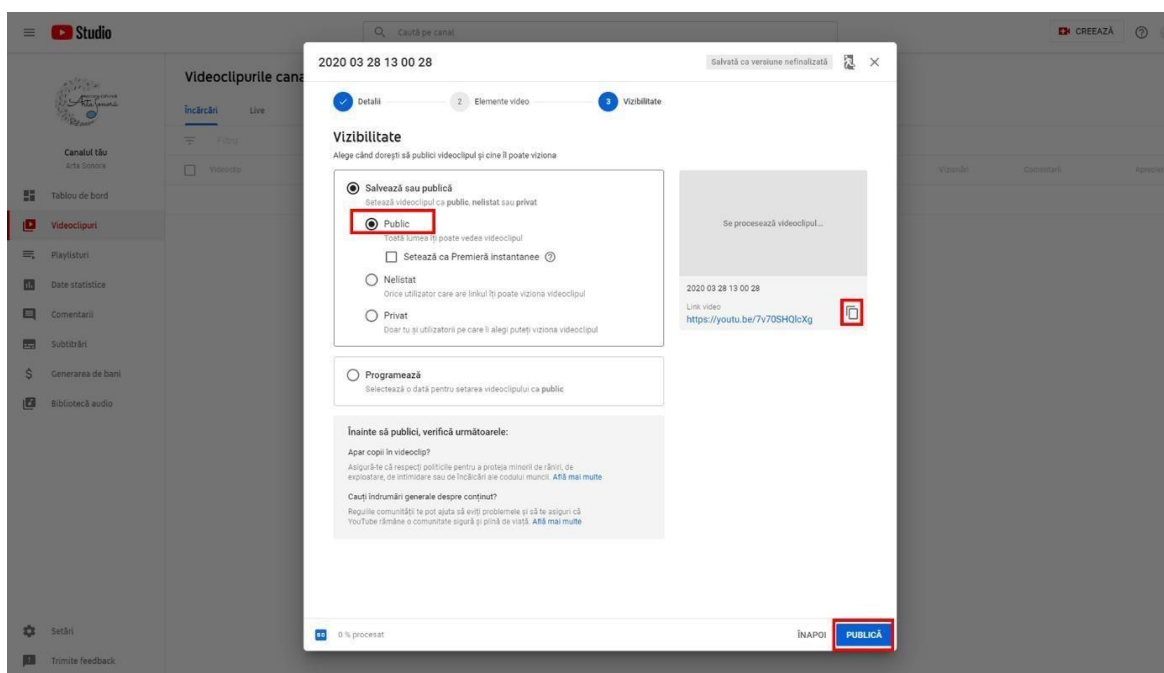 Studio
Caută pe canal
CREEAZĂ
Canalul tău
Acta Sonora
Tablou de bord
Videoclipuri
Playlisturi
Date statistice
Comentarii
Subtitrări
Generarea de bani
Bibliotecă audio
Setări
Trimite feedback
Videoclipurile cana
Încărcări Live
Filtru
Videoclip
Vizionări Comentarii
2020 03 28 13 00 28
Salvată ca versiune nefinalizată
Detalii 2 Elemente video 3 Vizibilitate
Vizibilitate
Alege când dorești să publici videoclipul și cine îl poate viziona
Salvează sau publică
Setează videoclipul ca public, nelistat sau privat
Public
Toată lumea îți poate vedea videoclipul
Setează ca Premieră instantanee
Nelistat
Orice utilizator care are linkul îți poate viziona videoclipul
Privat
Doar tu și utilizatorii pe care îi alegi puteți viziona videoclipul
Programează
Selectează o dată pentru setarea videoclipului ca public
Înainte să publici, verifică următoarele:
Apar copii în videoclip?
Asigură-te că respecți politicile pentru a proteja minorii de răniri, de
exploatare, de intimidare sau de încălcări ale codului muncii. Află mai multe
Cauți îndrumări generale despre conținut?
Regulile comunității te pot ajuta să eviți problemele și să te asiguri că
YouTube rămâne o comunitate sigură și plină de viață. Află mai multe
Se procesează videoclipul...
2020 03 28 13 00 28
Link video
https://youtu.be/7v70SHQlcXg
0 % procesat
ÎNAPOI PUBLICĂ